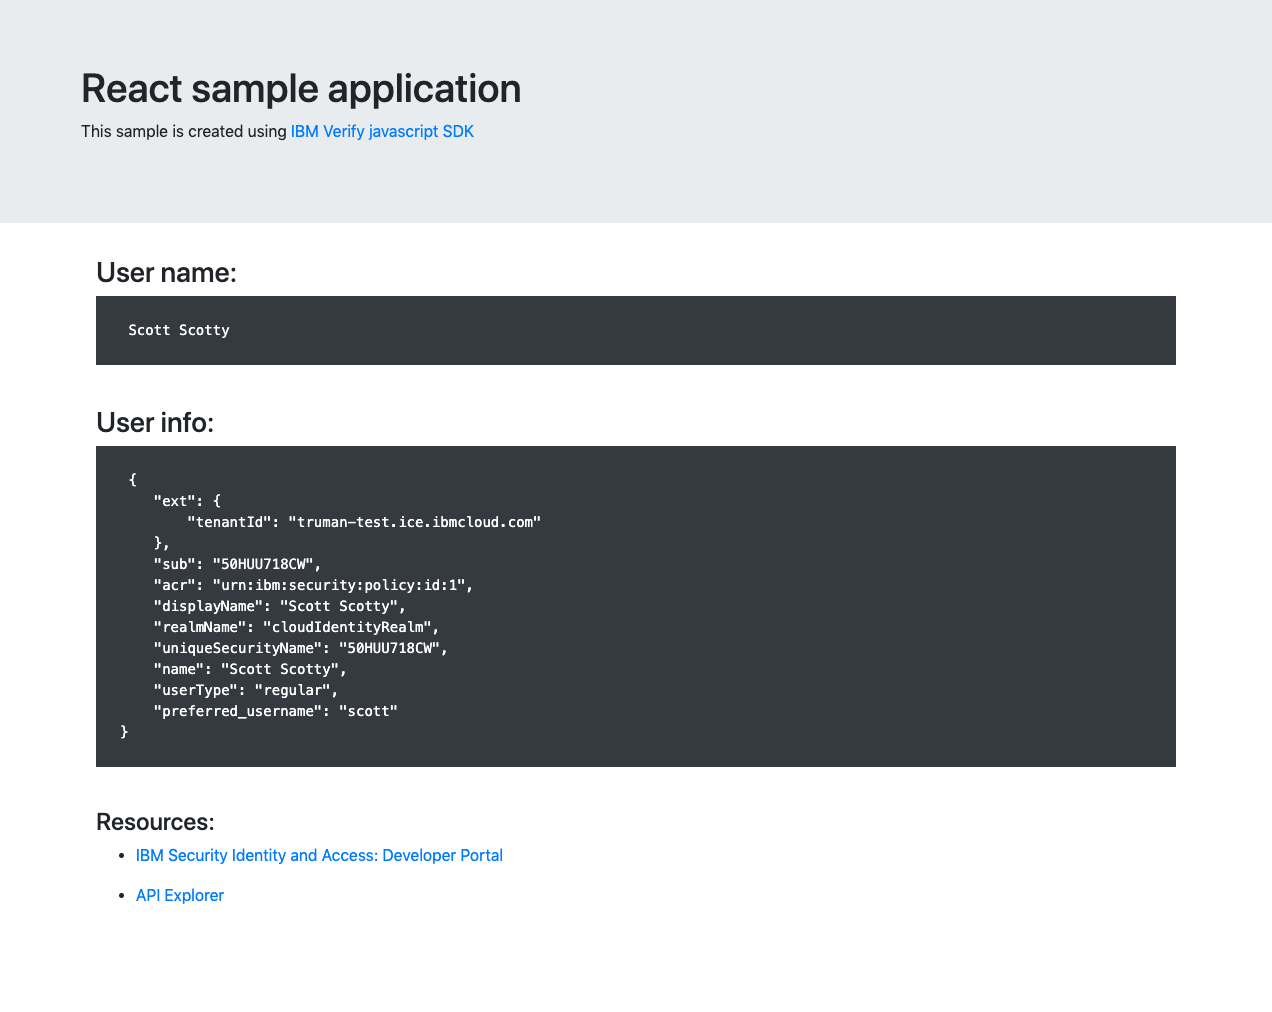 React sample application
This sample is created using IBM Verify javascript SDK
User name:
Scott Scotty
User info:
{
"ext": {
"tenantId": "truman-test.ice.ibmcloud.com"
},
"sub": "50HUU718CW",
"acr": "urn:ibm:security:policy:id:1",
"displayName": "Scott Scotty",
"realmName": "cloudIdentityRealm",
"uniqueSecurityName": "50HUU718CW",
"name": "Scott Scotty",
"userType": "regular",
"preferred_username": "scott"
}
Resources:
• IBM Security Identity and Access: Developer Portal
• API Explorer